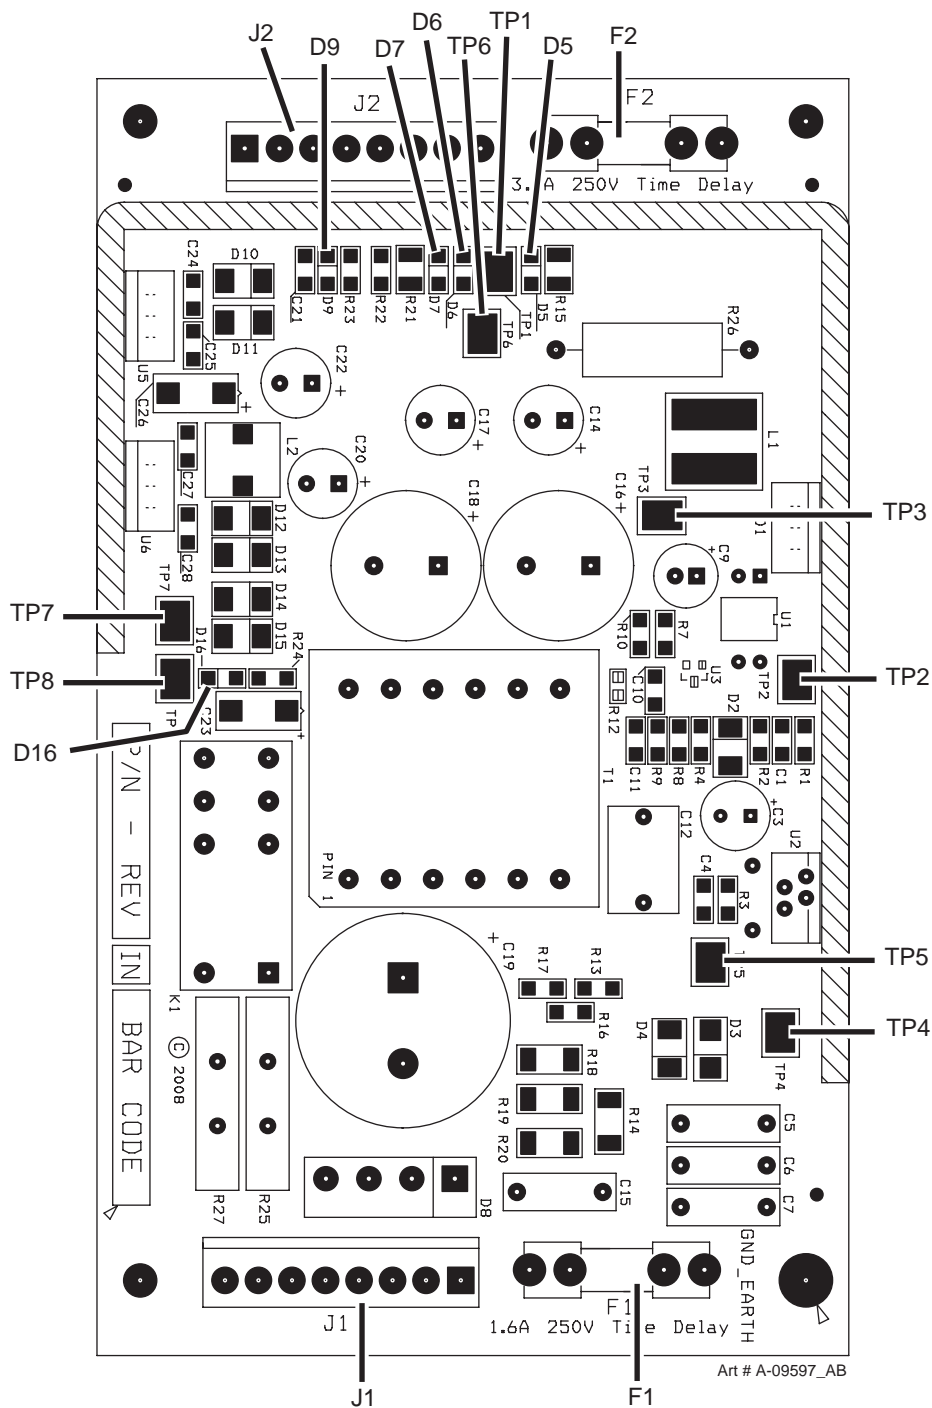 D6
TP1
J2
D9
D7
TP6
D5
F2
J2
F2
250V Time Delay
C24
D10
C21
D9
R23
R22
R21
D7
D6
TP6
TP1
D5
R15
R26
C25
D11
U5
C26
C22
+
C17
+
C14
+
L1
C27
L2
C20
+
C18
+
C16
+
TP3
TP3
D1
U6
C28
D12
D13
D14
D15
C9
+
U1
TP7
TP7
R10
R7
TP8
D16
R24
C23
+
D16
R12
C10
U3
TP2
TP2
D2
T1
C11
R9
R8
R4
R2
C1
R1
P/N - REV
IN
BAR CODE
PIN 1
C12
+
C3
U2
C4
R3
K1
© 2008
+
C19
R17
R13
R16
TP5
TP4
TP4
D4
D3
R18
R19
R20
R14
C5
C6
C7
R27
R25
D8
C15
GND_EARTH
J1
F1
1.6A 250V Time Delay
Art # A-09597_AB
J1
F1